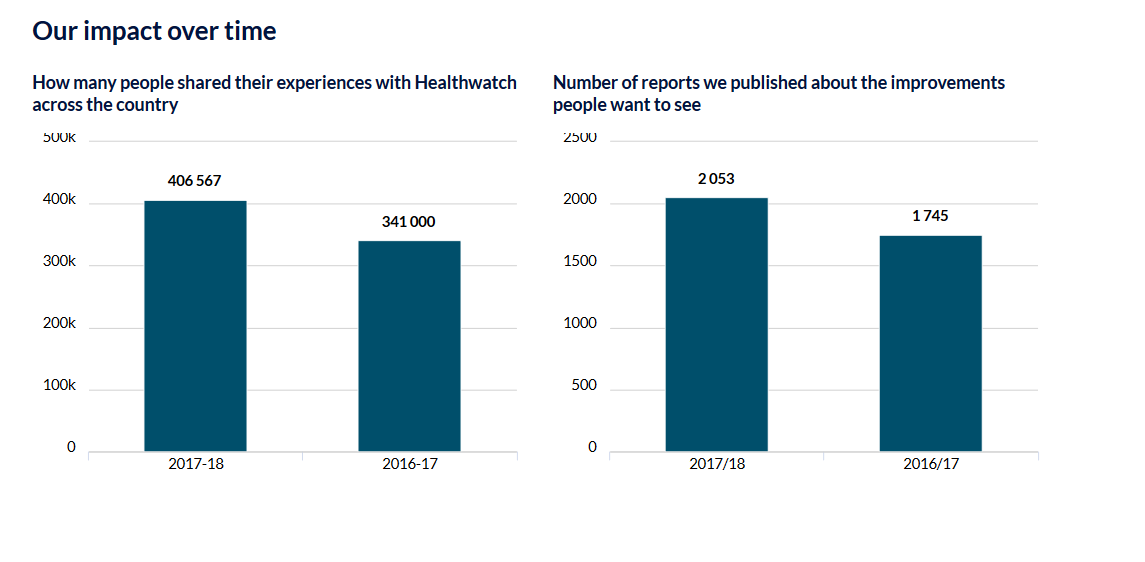 Our impact over time
How many people shared their experiences with Healthwatch
across the country
500k
406 567
400k
341 000
300k
200k
100k
0
2017-18
2016-17
Number of reports we published about the improvements
people want to see
2500
2 053
2000
1 745
1500
1000
500
0
2017/18
2016/17